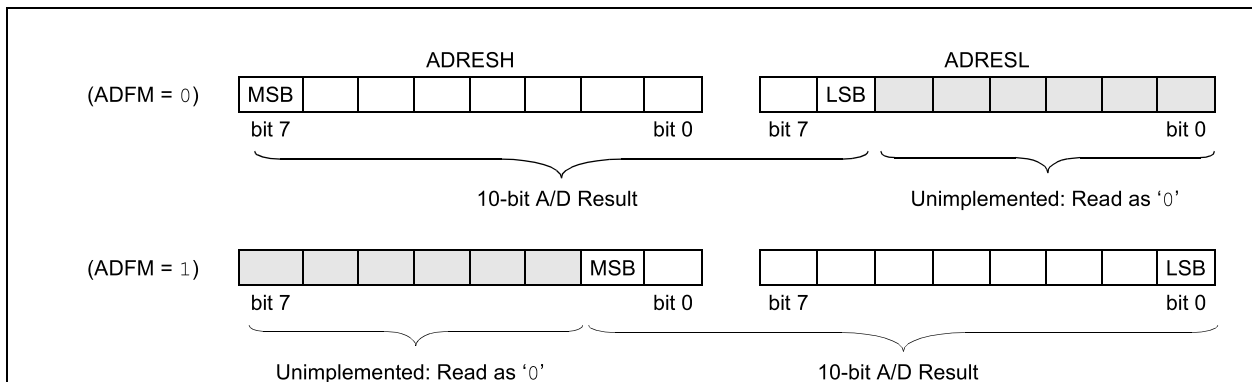 ADRESH ADRESL
(ADFM = 0) MSB LSB
bit 7 bit 0 bit 7 bit 0
10-bit A/D Result Unimplemented: Read as ‘0’
(ADFM = 1) MSB LSB
bit 7 bit 0 bit 7 bit 0
Unimplemented: Read as ‘0’ 10-bit A/D Result